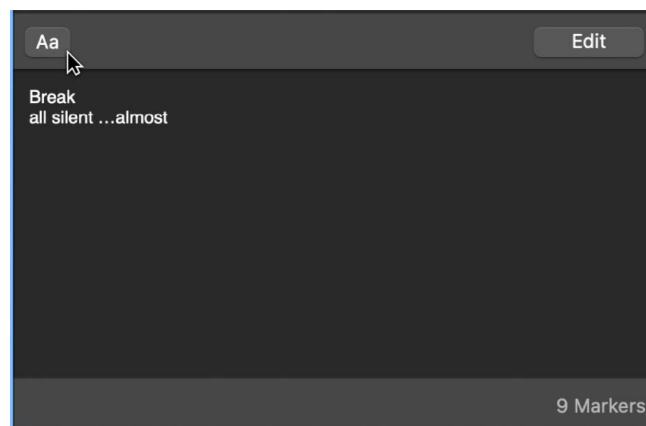 Aa
Edit
Break
all silent …almost
9 Markers